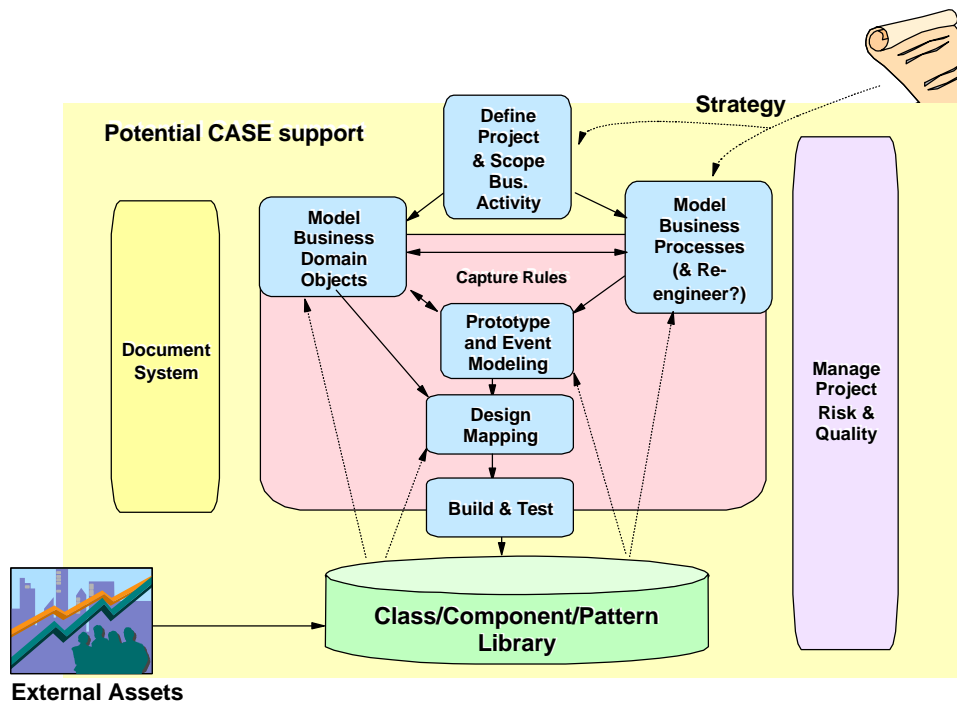 Strategy
Potential CASE support
Define
Project
& Scope
Bus.
Activity
Model
Business
Domain
Objects
Model
Business
Processes
(& Re-
engineer?)
Capture Rules
Prototype
and Event
Modeling
Document
System
Manage
Project
Risk &
Quality
Design
Mapping
Build & Test
Class/Component/Pattern
Library
External Assets